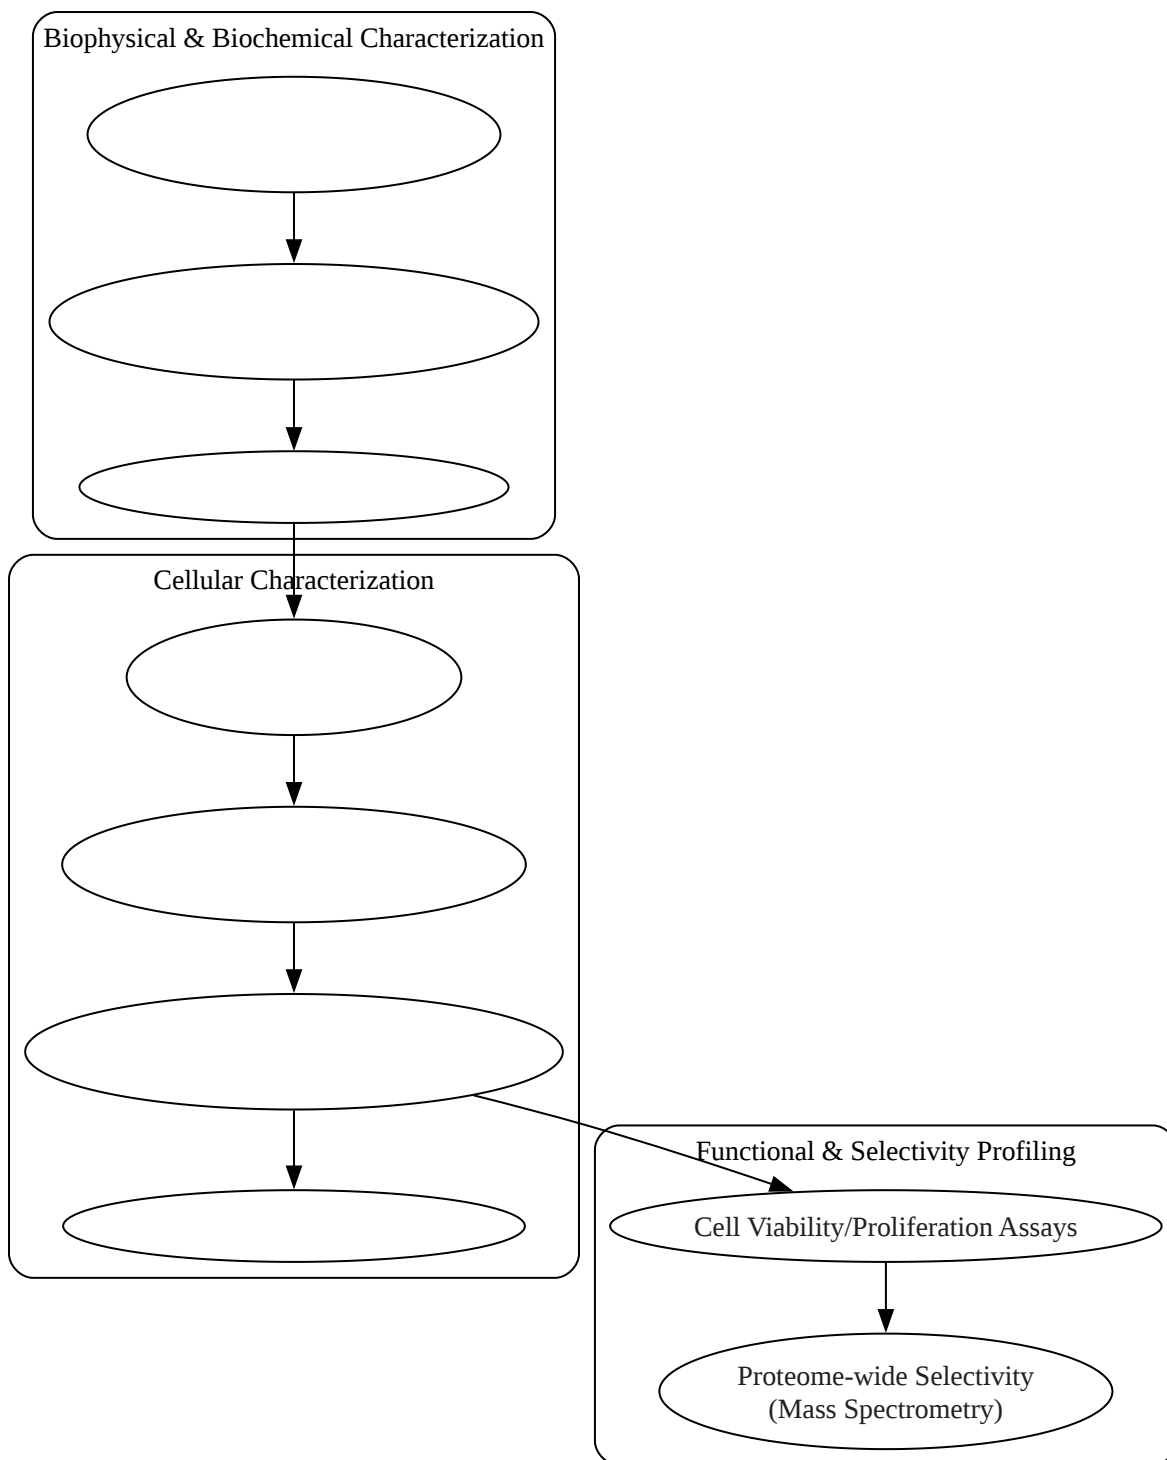 Biophysical & Biochemical Characterization
Cellular Characterization
Functional & Selectivity Profiling
Cell Viability/Proliferation Assays
Proteome-wide Selectivity
(Mass Spectrometry)